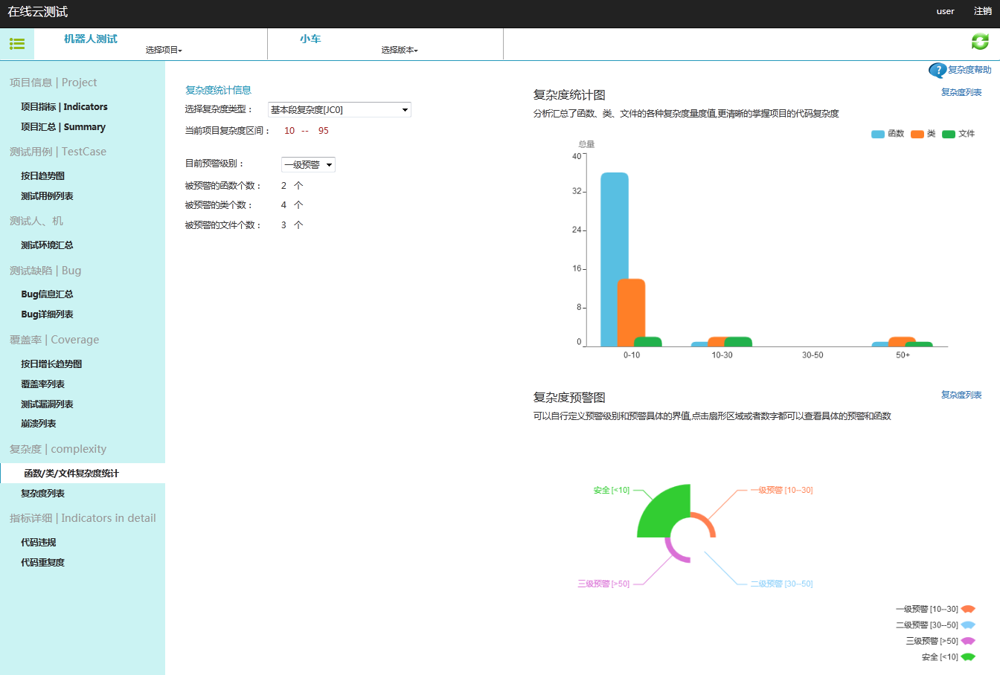 在线云测试
user 注销
机器人测试
选择项目
小车
选择版本
项目信息 | Project
项目指标 | Indicators
项目汇总 | Summary
测试用例 | TestCase
按日趋势图
测试用例列表
测试人、机
测试环境汇总
测试缺陷 | Bug
Bug信息汇总
Bug详细列表
覆盖率 | Coverage
按日增长趋势图
覆盖率列表
测试漏洞列表
崩溃列表
复杂度 | complexity
函数/类/文件复杂度统计
复杂度列表
指标详细 | Indicators in detail
代码违规
代码重复度
复杂度统计信息
选择复杂度类型： 基本段复杂度[JC0]
当前项目复杂度区间： 10 -- 95
目前预警级别： 一级预警
被预警的函数个数： 2 个
被预警的类个数： 4 个
被预警的文件个数： 3 个
? 复杂度帮助
复杂度统计图
复杂度列表
分析汇总了函数、类、文件的各种复杂度量度值,更清晰的掌握项目的代码复杂度
函数 类 文件
总量
40
32
24
16
8
0
0-10 10-30 30-50 50+
复杂度预警图
复杂度列表
可以自行定义预警级别和预警具体的界值,点击扇形区域或者数字都可以查看具体的预警和函数
安全 [<10]
一级预警 [10--30]
三级预警 [>50]
二级预警 [30--50]
一级预警 [10--30]
二级预警 [30--50]
三级预警 [>50]
安全 [<10]